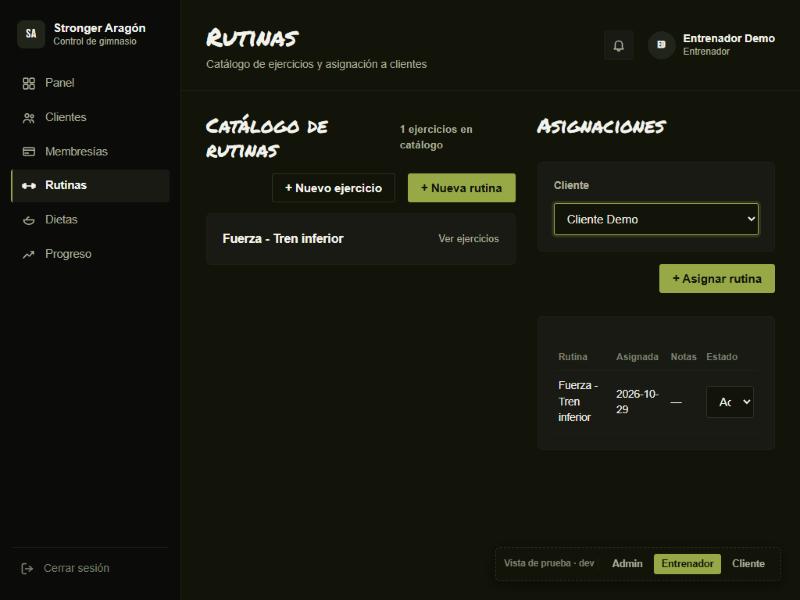 SA
Stronger Aragón
Control de gimnasio
Panel
Clientes
Membresías
Rutinas
Dietas
Progreso
Cerrar sesión
Rutinas
Catálogo de ejercicios y asignación a clientes
ED
Entrenador Demo
Entrenador
Catálogo de
rutinas
1 ejercicios en
catálogo
+ Nuevo ejercicio
+ Nueva rutina
Fuerza - Tren inferior
Ver ejercicios
Asignaciones
Cliente
Cliente Demo
+ Asignar rutina
Rutina Asignada Notas Estado
Fuerza -
Tren
inferior
2026-10-
29
—
Ac
Vista de prueba · dev
Admin
Entrenador
Cliente